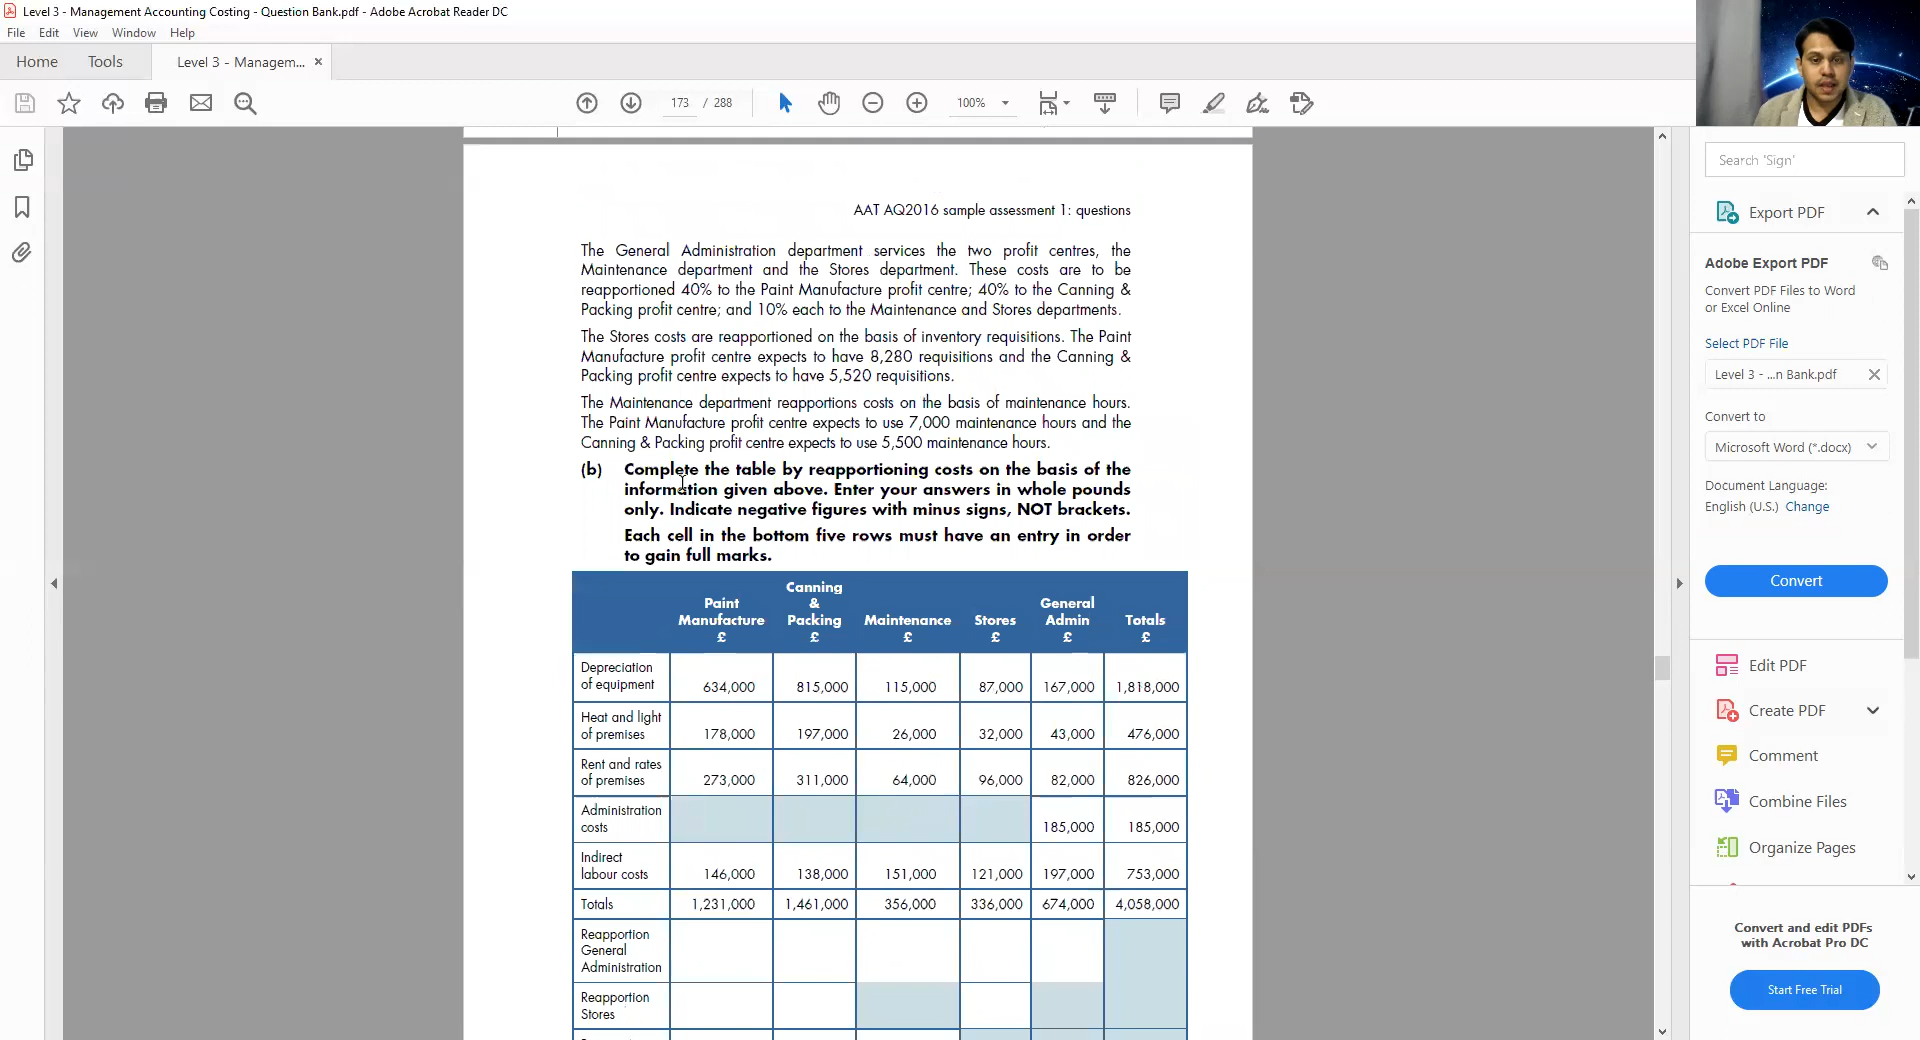 Level 3 - Management Accounting Costing - Question Bank.pdf - Adobe Acrobat Reader DC
File Edit View Window Help
Home Tools Level 3 - Managem... ×
173 / 288 100%
Search 'Sign'
Export PDF
Adobe Export PDF
Convert PDF Files to Word
or Excel Online
Select PDF File
Level 3 - ...n Bank.pdf
Convert to
Microsoft Word (*.docx)
Document Language:
English (U.S.) Change
Convert
Edit PDF
Create PDF
Comment
Combine Files
Organize Pages
Convert and edit PDFs
with Acrobat Pro DC
Start Free Trial
AAT AQ2016 sample assessment 1: questions
The General Administration department services the two profit centres, the
Maintenance department and the Stores department. These costs are to be
reapportioned 40% to the Paint Manufacture profit centre; 40% to the Canning &
Packing profit centre; and 10% each to the Maintenance and Stores departments.
The Stores costs are reapportioned on the basis of inventory requisitions. The Paint
Manufacture profit centre expects to have 8,280 requisitions and the Canning &
Packing profit centre expects to have 5,520 requisitions.
The Maintenance department reapportions costs on the basis of maintenance hours.
The Paint Manufacture profit centre expects to use 7,000 maintenance hours and the
Canning & Packing profit centre expects to use 5,500 maintenance hours.
(b) Complete the table by reapportioning costs on the basis of the
information given above. Enter your answers in whole pounds
only. Indicate negative figures with minus signs, NOT brackets.
Each cell in the bottom five rows must have an entry in order
to gain full marks.
Paint Manufacture £ Canning & Packing £ Maintenance £ Stores £ General Admin £ Totals £
Depreciation of equipment 634,000 815,000 115,000 87,000 167,000 1,818,000
Heat and light of premises 178,000 197,000 26,000 32,000 43,000 476,000
Rent and rates of premises 273,000 311,000 64,000 96,000 82,000 826,000
Administration costs 185,000 185,000
Indirect labour costs 146,000 138,000 151,000 121,000 197,000 753,000
Totals 1,231,000 1,461,000 356,000 336,000 674,000 4,058,000
Reapportion General Administration
Reapportion Stores